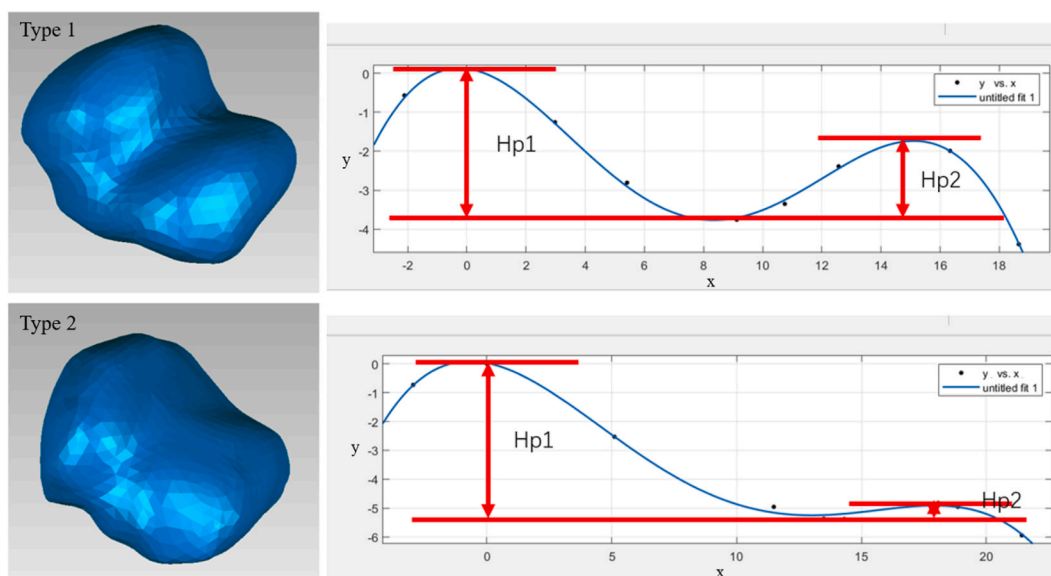 Type 1
0
-1
-2
-3
-4
y
Hp1
Hp2
y vs. x
untitled fit 1
-2 0 2 4 6 8 10 12 14 16 18
x
Type 2
0
-1
-2
-3
-4
-5
-6
y
Hp1
Hp2
y vs. x
untitled fit 1
0 5 10 15 20
x